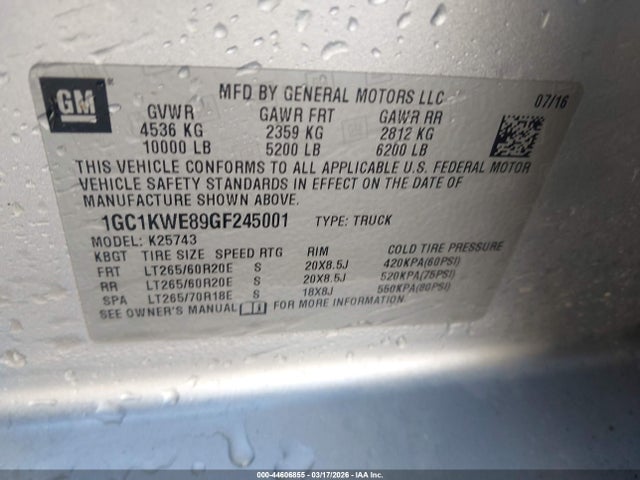 GM
MFD BY GENERAL MOTORS LLC 07/16
GVWR GAWR FRT GAWR RR
4536 KG 2359 KG 2812 KG
10000 LB 5200 LB 6200 LB
THIS VEHICLE CONFORMS TO ALL APPLICABLE U.S. FEDERAL MOTOR
VEHICLE SAFETY STANDARDS IN EFFECT ON THE DATE OF
MANUFACTURE SHOWN ABOVE.
1GC1KWE89GF245001 TYPE: TRUCK
MODEL: K25743
KBGT TIRE SIZE SPEED RTG RIM COLD TIRE PRESSURE
FRT LT265/60R20E S 20X8.5J 420KPA(60PSI)
RR LT265/60R20E S 20X8.5J 520KPA(75PSI)
SPA LT265/70R18E S 18X8J 550KPA(80PSI)
SEE OWNER'S MANUAL FOR MORE INFORMATION
000-44606855 | 03/17/2026 | IAA Inc.